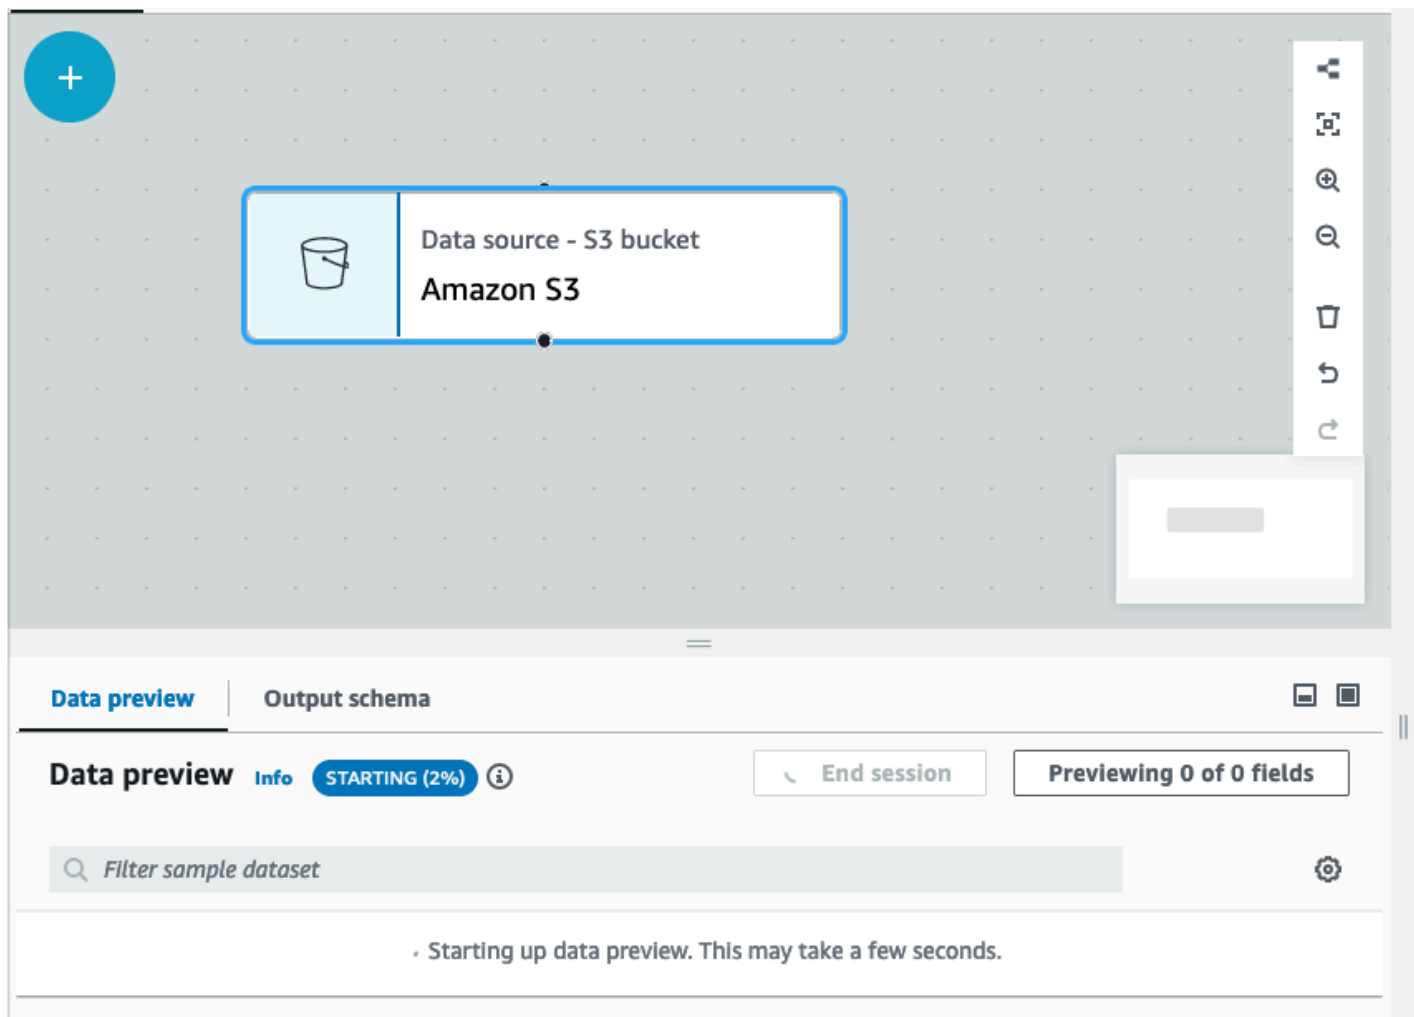 +
Data source - S3 bucket
Amazon S3
Data preview
Output schema
Data preview Info STARTING (2%)
End session
Previewing 0 of 0 fields
Filter sample dataset
Starting up data preview. This may take a few seconds.